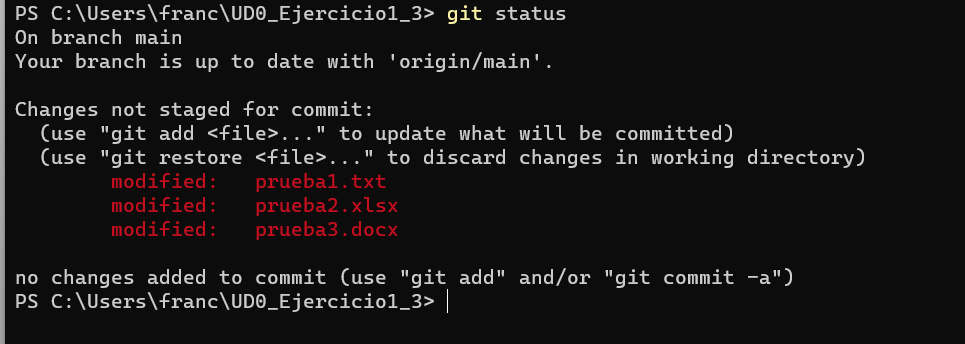 PS C:\Users\franc\UD0_Ejercicio1_3> git status
On branch main
Your branch is up to date with 'origin/main'.
Changes not staged for commit:
  (use "git add <file>..." to update what will be committed)
  (use "git restore <file>..." to discard changes in working directory)
        modified:   prueba1.txt
        modified:   prueba2.xlsx
        modified:   prueba3.docx
no changes added to commit (use "git add" and/or "git commit -a")
PS C:\Users\franc\UD0_Ejercicio1_3>